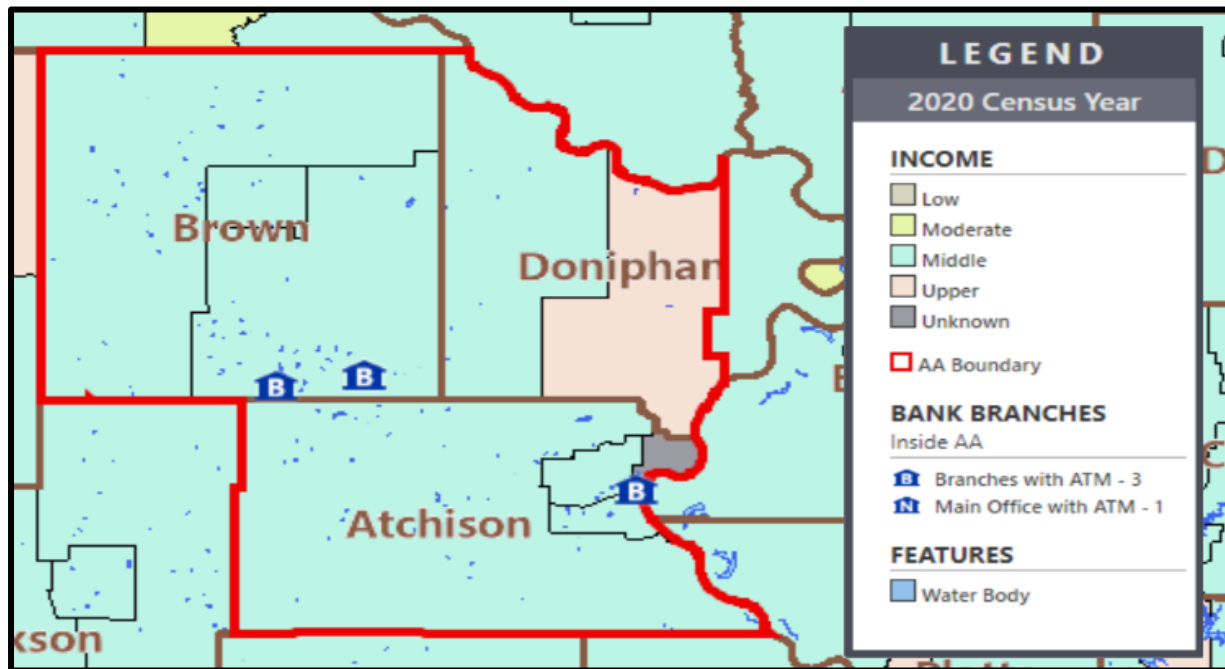 LEGEND
2020 Census Year
INCOME
Low
Moderate
Middle
Upper
Unknown
AA Boundary
BANK BRANCHES
Inside AA
B Branches with ATM - 3
N Main Office with ATM - 1
FEATURES
Water Body
Brown
Doniphan
B
B
B
Atchison
kson